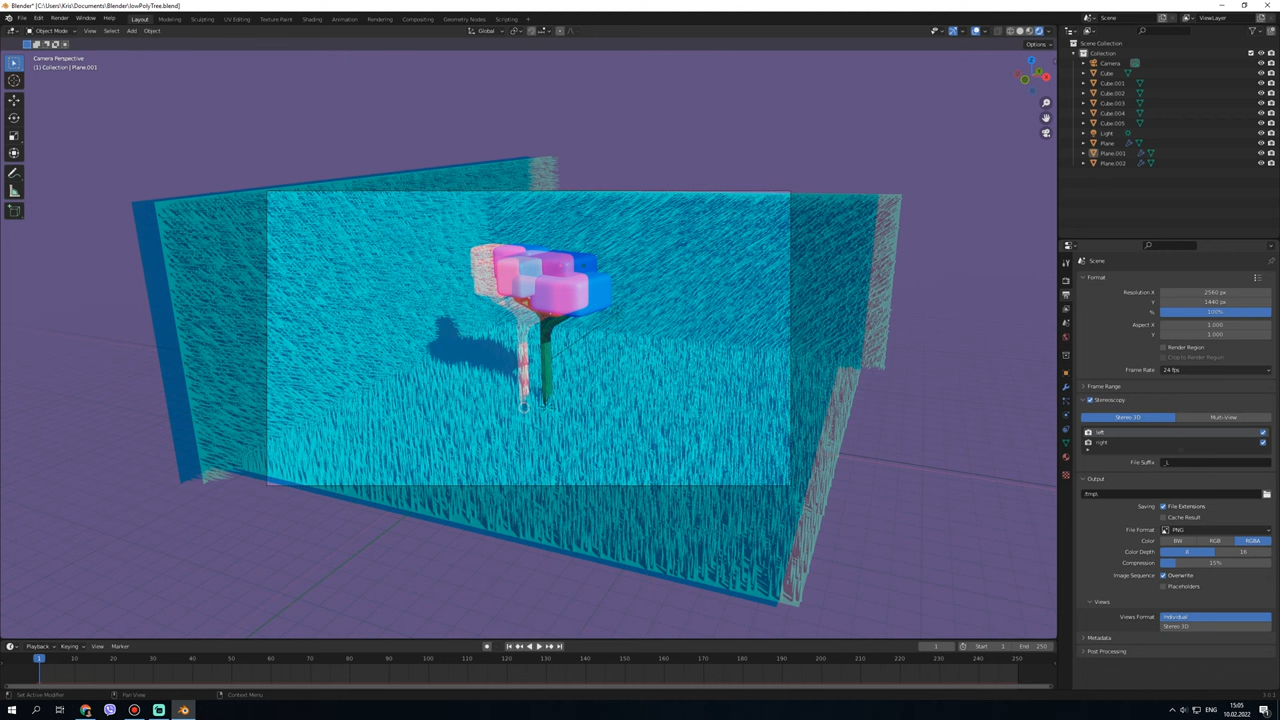 Blender* [C:\Users\Kris\Documents\Blender\lowPolyTree.blend]
File Edit Render Window Help Layout Modeling Sculpting UV Editing Texture Paint Shading Animation Rendering Compositing Geometry Nodes Scripting + Scene ViewLayer
Object Mode View Select Add Object Global
Options
Camera Perspective
(1) Collection | Plane.001
Scene Collection
Collection
Camera
Cube
Cube.001
Cube.002
Cube.003
Cube.004
Cube.005
Light
Plane
Plane.001
Plane.002
Scene
Format
Resolution X 2560 px
Y 1440 px
% 100%
Aspect X 1.000
Y 1.000
Render Region
Crop to Render Region
Frame Rate 24 fps
Frame Range
Stereoscopy
Stereo 3D Multi-View
left
right
File Suffix _L
Output
/tmp\
Saving File Extensions
Cache Result
File Format PNG
Color BW RGB RGBA
Color Depth 8 16
Compression 15%
Image Sequence Overwrite
Placeholders
Views
Views Format Individual
Stereo 3D
Metadata
Post Processing
Playback Keying View Marker 1 Start 1 End 250
1 10 20 30 40 50 60 70 80 90 100 110 120 130 140 150 160 170 180 190 200 210 220 230 240 250
Set Active Modifier Pan View Context Menu 3.0.1
ENG 15:05
10.02.2022